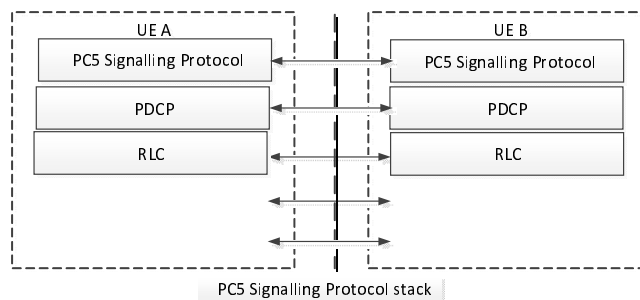 UE A
UE B
PC5 Signalling Protocol
PC5 Signalling Protocol
PDCP
PDCP
RLC
RLC
PC5 Signalling Protocol stack